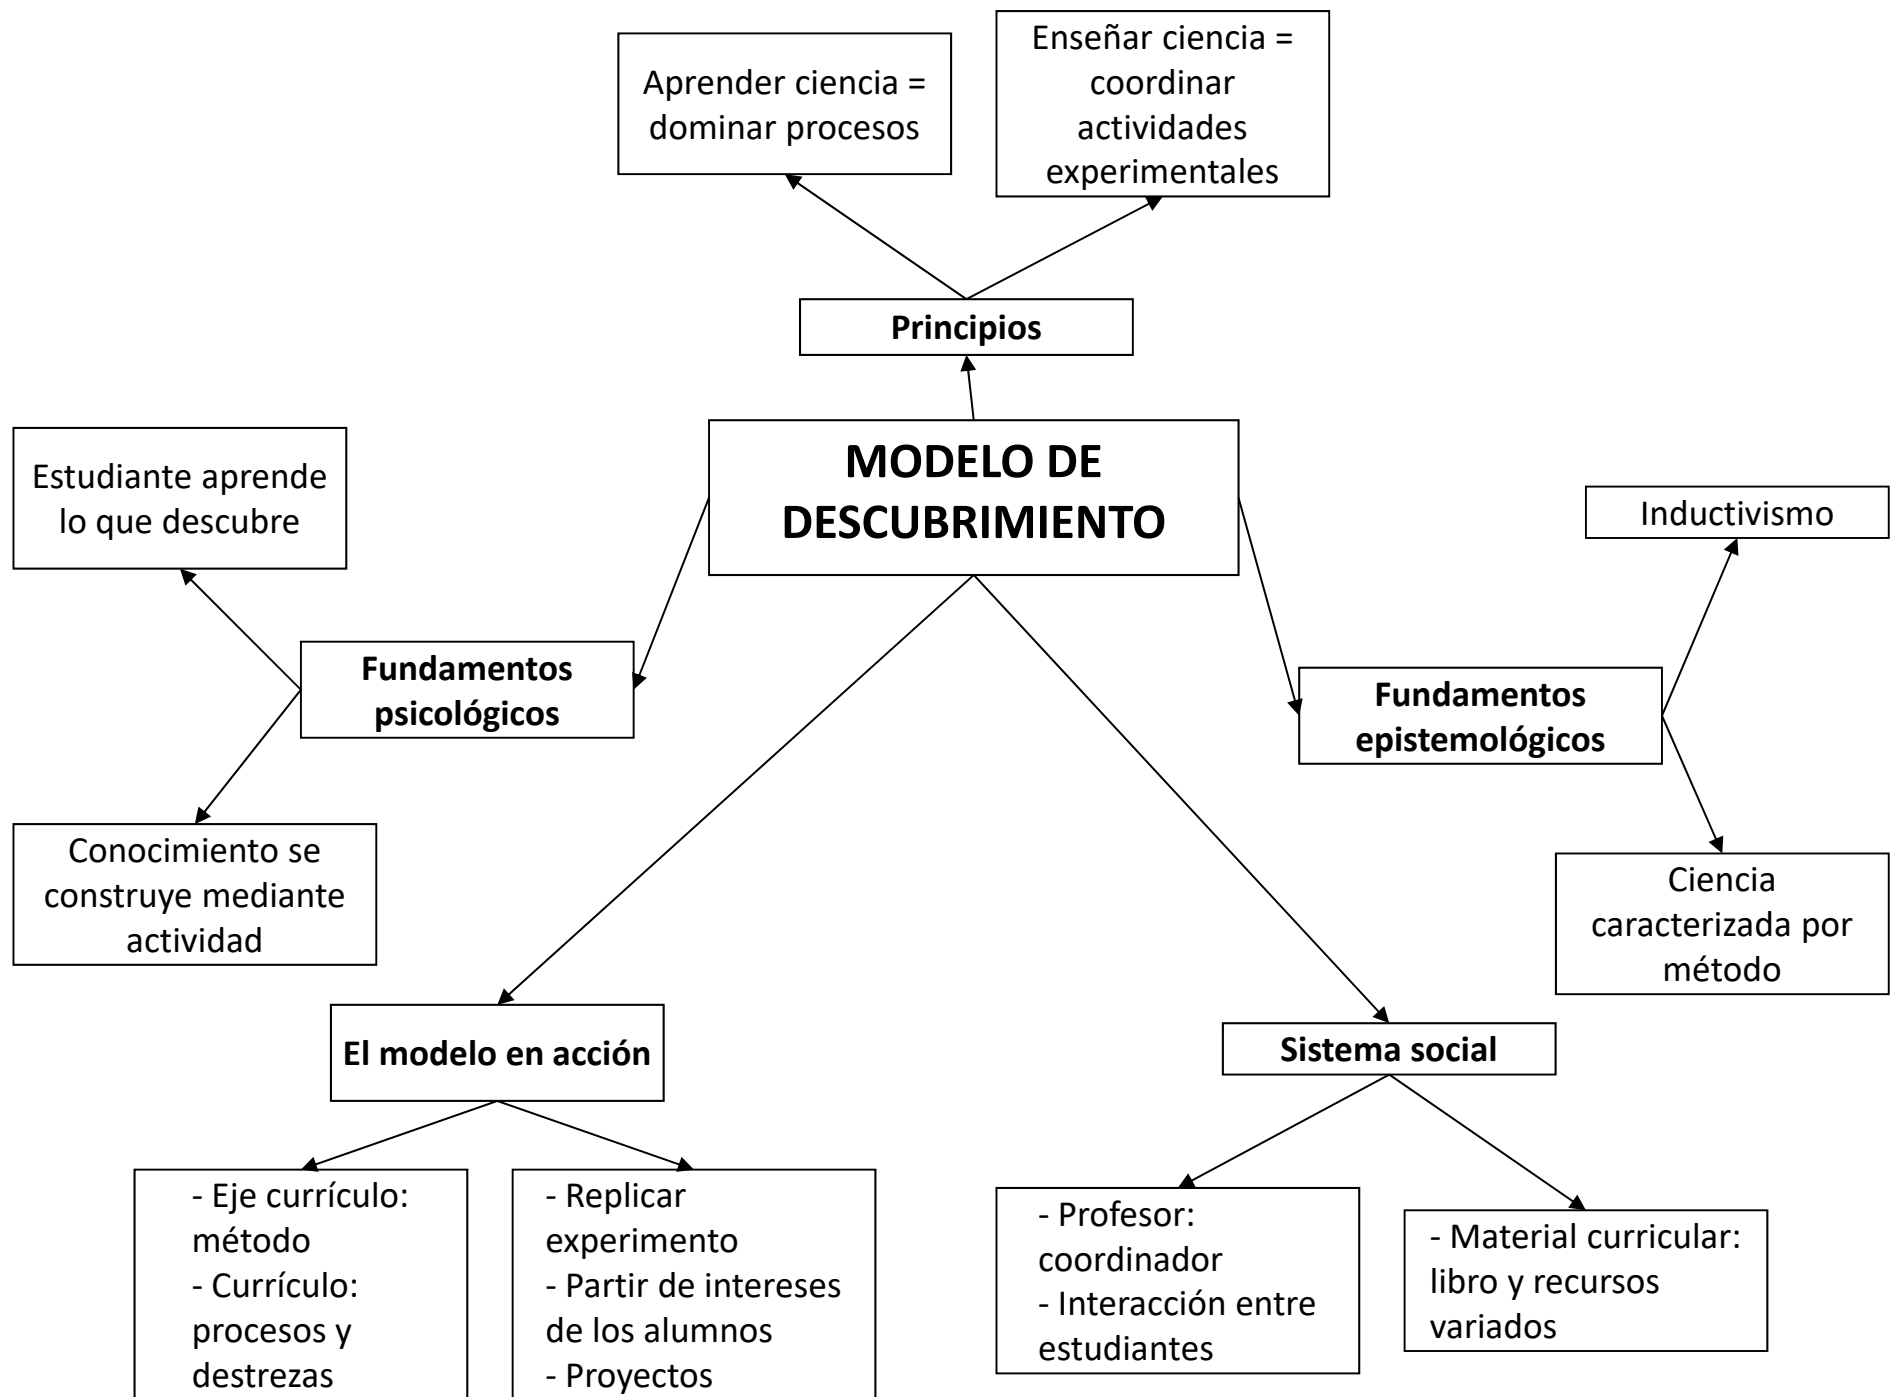 Aprender ciencia =
dominar procesos
Enseñar ciencia =
coordinar
actividades
experimentales
Principios
MODELO DE
DESCUBRIMIENTO
Estudiante aprende
lo que descubre
Inductivismo
Fundamentos
psicológicos
Fundamentos
epistemológicos
Conocimiento se
construye mediante
actividad
Ciencia
caracterizada por
método
El modelo en acción
Sistema social
- Eje currículo:
método
- Currículo:
procesos y
destrezas
- Replicar
experimento
- Partir de intereses
de los alumnos
- Proyectos
- Profesor:
coordinador
- Interacción entre
estudiantes
- Material curricular:
libro y recursos
variados